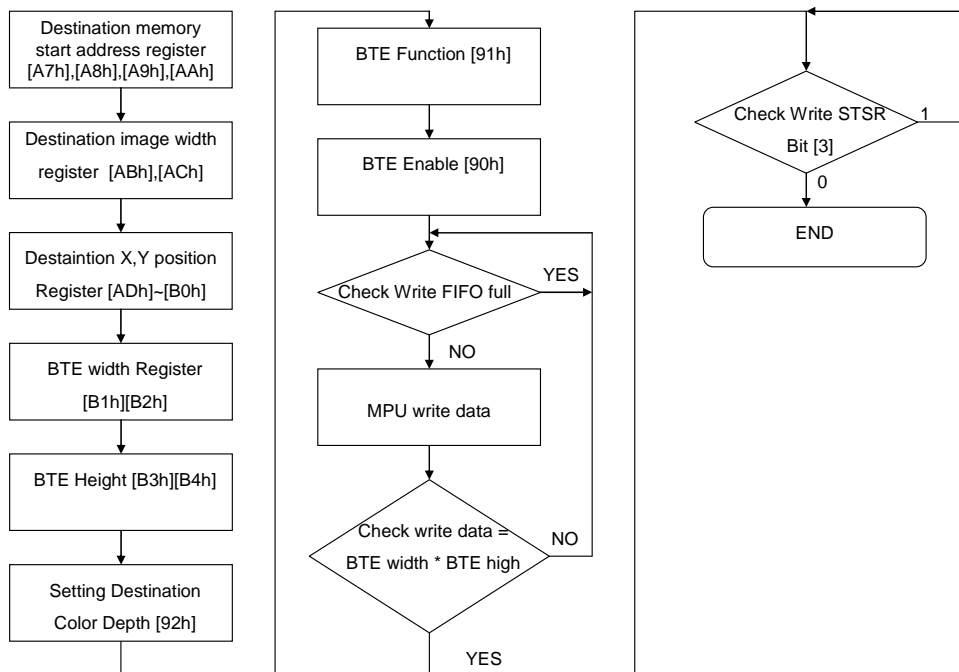 Destination memory
start address register
[A7h],[A8h],[A9h],[AAh]
Destination image width
register [ABh],[ACh]
Destaintion X,Y position
Register [ADh]~[B0h]
BTE width Register
[B1h][B2h]
BTE Height [B3h][B4h]
Setting Destination
Color Depth [92h]
BTE Function [91h]
BTE Enable [90h]
Check Write FIFO full
YES
NO
MPU write data
Check write data =
BTE width * BTE high
NO
YES
Check Write STSR
Bit [3]
1
0
END